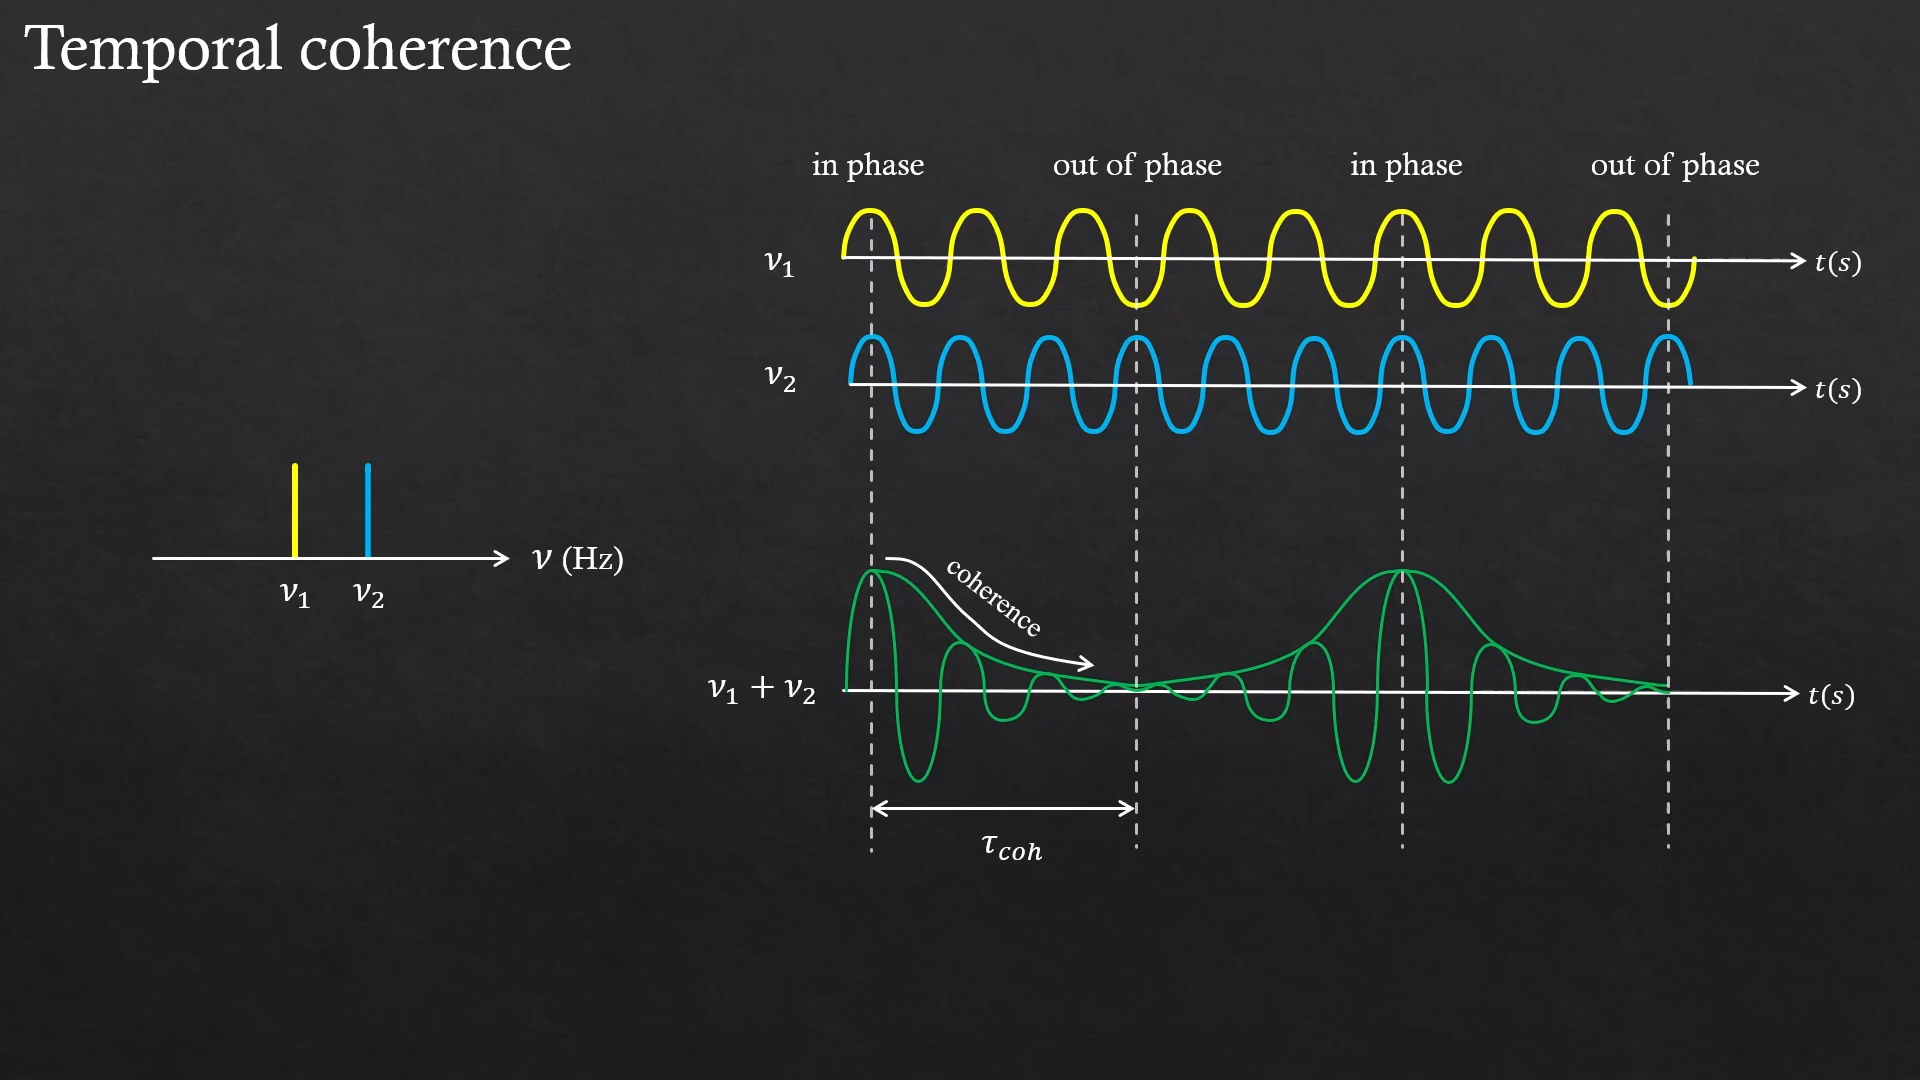 Temporal coherence
in phase out of phase in phase out of phase
ν₁ t(s)
ν₂ t(s)
ν (Hz)
ν₁ ν₂
coherence
ν₁ + ν₂ t(s)
τ_coh